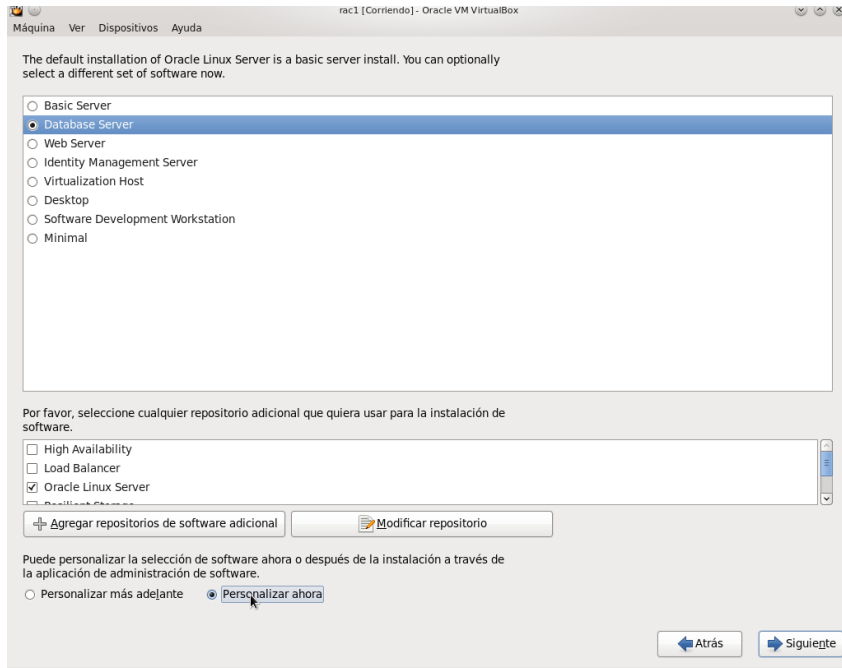 rac1 [Corriendo] - Oracle VM VirtualBox
Máquina Ver Dispositivos Ayuda
The default installation of Oracle Linux Server is a basic server install. You can optionally
select a different set of software now.
Basic Server
Database Server
Web Server
Identity Management Server
Virtualization Host
Desktop
Software Development Workstation
Minimal
Por favor, seleccione cualquier repositorio adicional que quiera usar para la instalación de
software.
High Availability
Load Balancer
Oracle Linux Server
Resilient Storage
Agregar repositorios de software adicional
Modificar repositorio
Puede personalizar la selección de software ahora o después de la instalación a través de
la aplicación de administración de software.
Personalizar más adelante
Personalizar ahora
Atrás
Siguiente